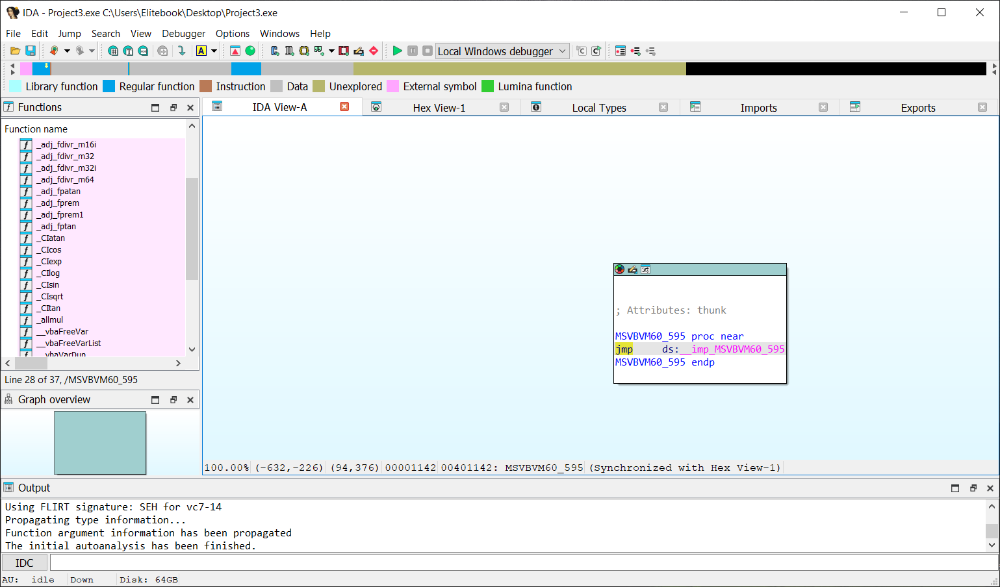 IDA - Project3.exe C:\Users\Elitebook\Desktop\Project3.exe
File Edit Jump Search View Debugger Options Windows Help
Local Windows debugger
Library function Regular function Instruction Data Unexplored External symbol Lumina function
Functions
IDA View-A Hex View-1 Local Types Imports Exports
Function name
_adj_fdivr_m16i
_adj_fdivr_m32
_adj_fdivr_m32i
_adj_fdivr_m64
_adj_fpatan
_adj_fprem
_adj_fprem1
_adj_fptan
_CIatan
_CIcos
_CIexp
_CIlog
_CIsin
_CIsqrt
_CItan
_allmul
__vbaFreeVar
__vbaFreeVarList
__vbaVarDup
Line 28 of 37, /MSVBVM60_595
Graph overview
; Attributes: thunk
MSVBVM60_595 proc near
jmp ds:__imp_MSVBVM60_595
MSVBVM60_595 endp
100.00% (-632,-226) (94,376) 00001142 00401142: MSVBVM60_595 (Synchronized with Hex View-1)
Output
Using FLIRT signature: SEH for vc7-14
Propagating type information...
Function argument information has been propagated
The initial autoanalysis has been finished.
IDC
AU: idle Down Disk: 64GB